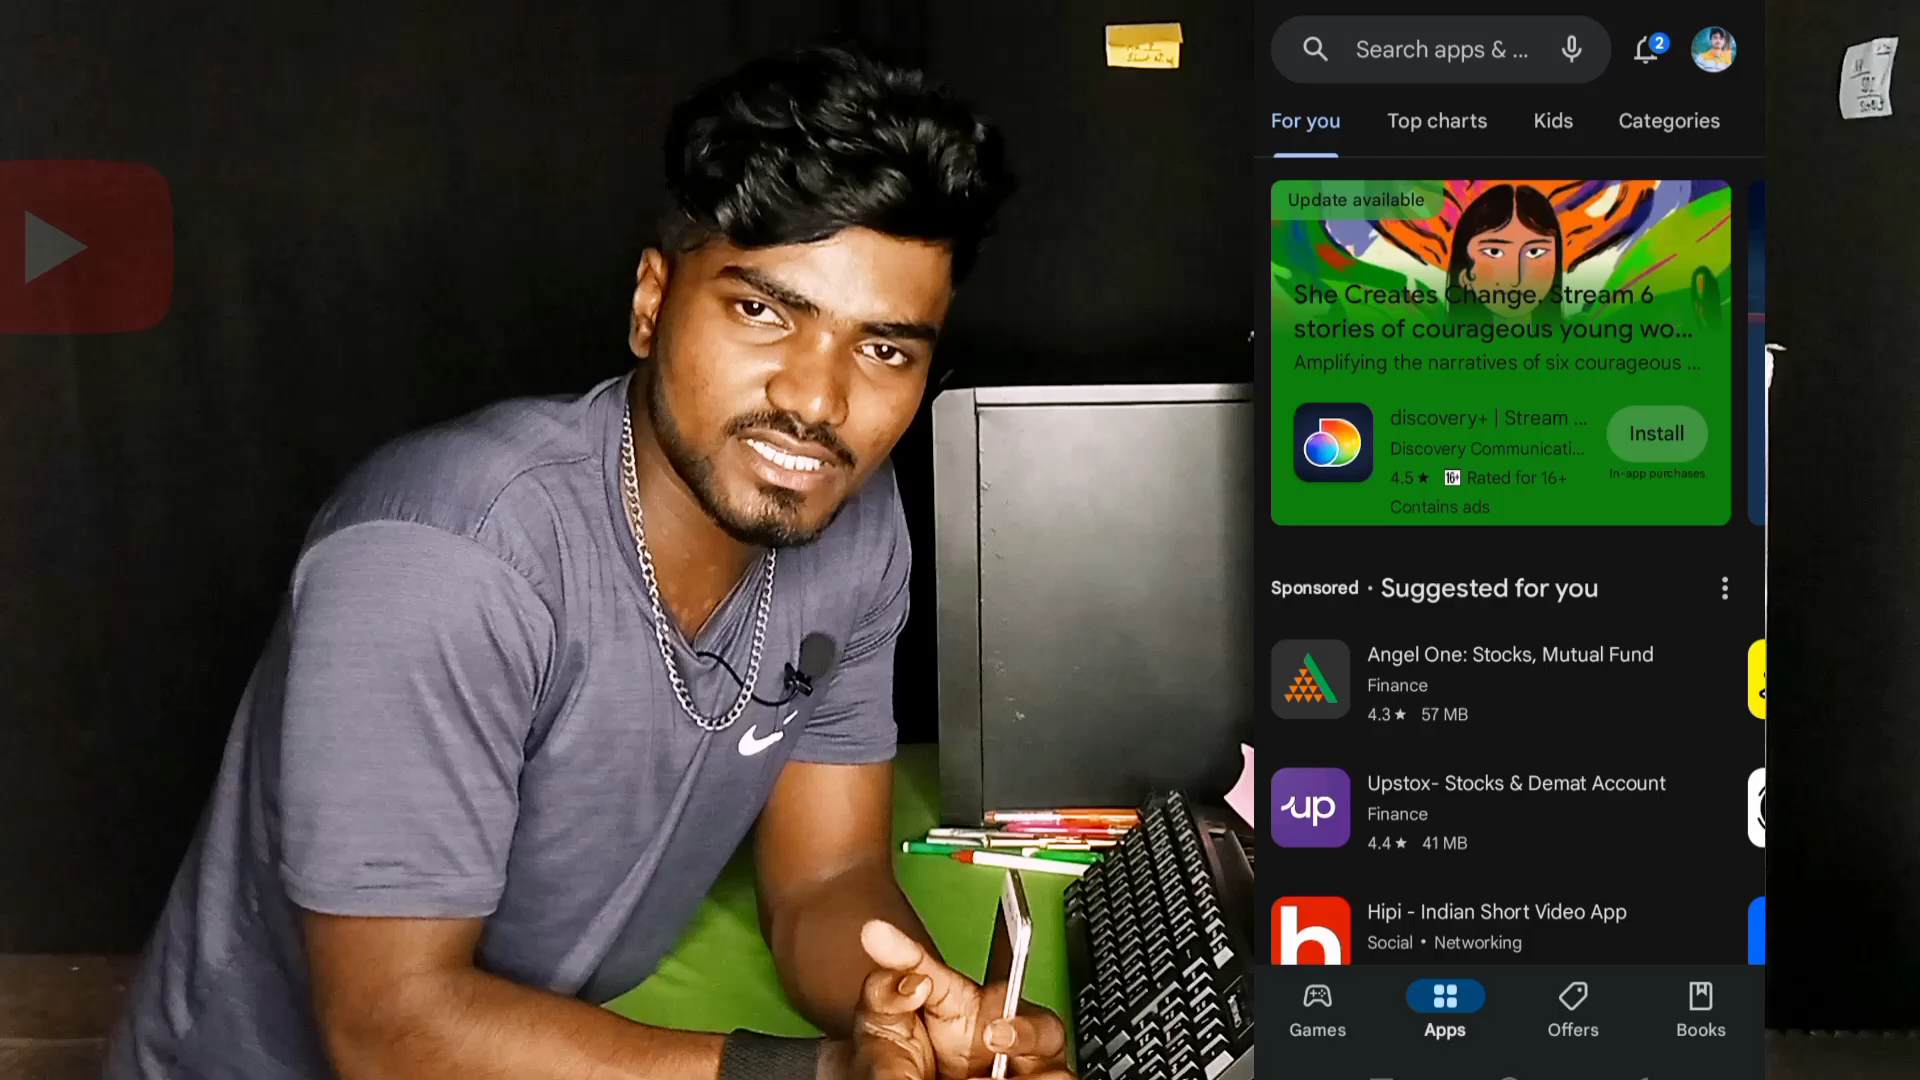 Search apps & ...
2
For you
Top charts
Kids
Categories
Update available
She Creates Change, Stream 6
stories of courageous young wo...
Amplifying the narratives of six courageous ...
discovery+ | Stream ...
Discovery Communicati...
4.5★ 16+ Rated for 16+
Contains ads
Install
In-app purchases
Sponsored · Suggested for you
Angel One: Stocks, Mutual Fund
Finance
4.3★ 57 MB
up
Upstox- Stocks & Demat Account
Finance
4.4★ 41 MB
h
Hipi - Indian Short Video App
Social • Networking
Games
Apps
Offers
Books